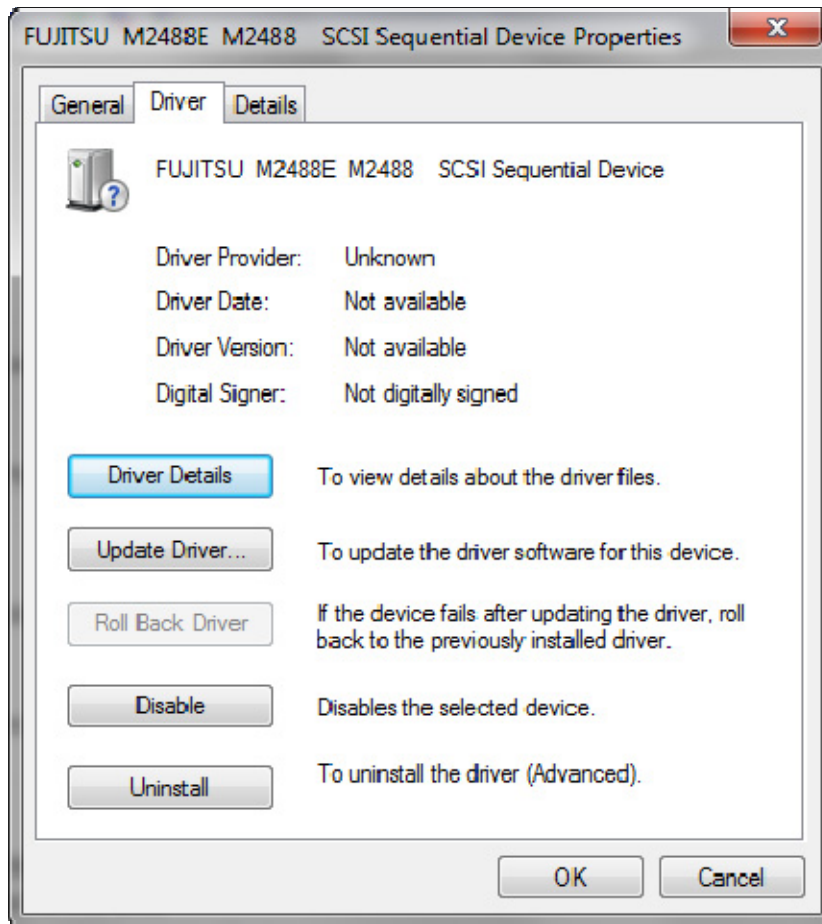 FUJITSU M2488E M2488 SCSI Sequential Device Properties
General Driver Details
FUJITSU M2488E M2488 SCSI Sequential Device
Driver Provider: Unknown
Driver Date: Not available
Driver Version: Not available
Digital Signer: Not digitally signed
Driver Details To view details about the driver files.
Update Driver... To update the driver software for this device.
Roll Back Driver If the device fails after updating the driver, roll
back to the previously installed driver.
Disable Disables the selected device.
Uninstall To uninstall the driver (Advanced).
OK Cancel